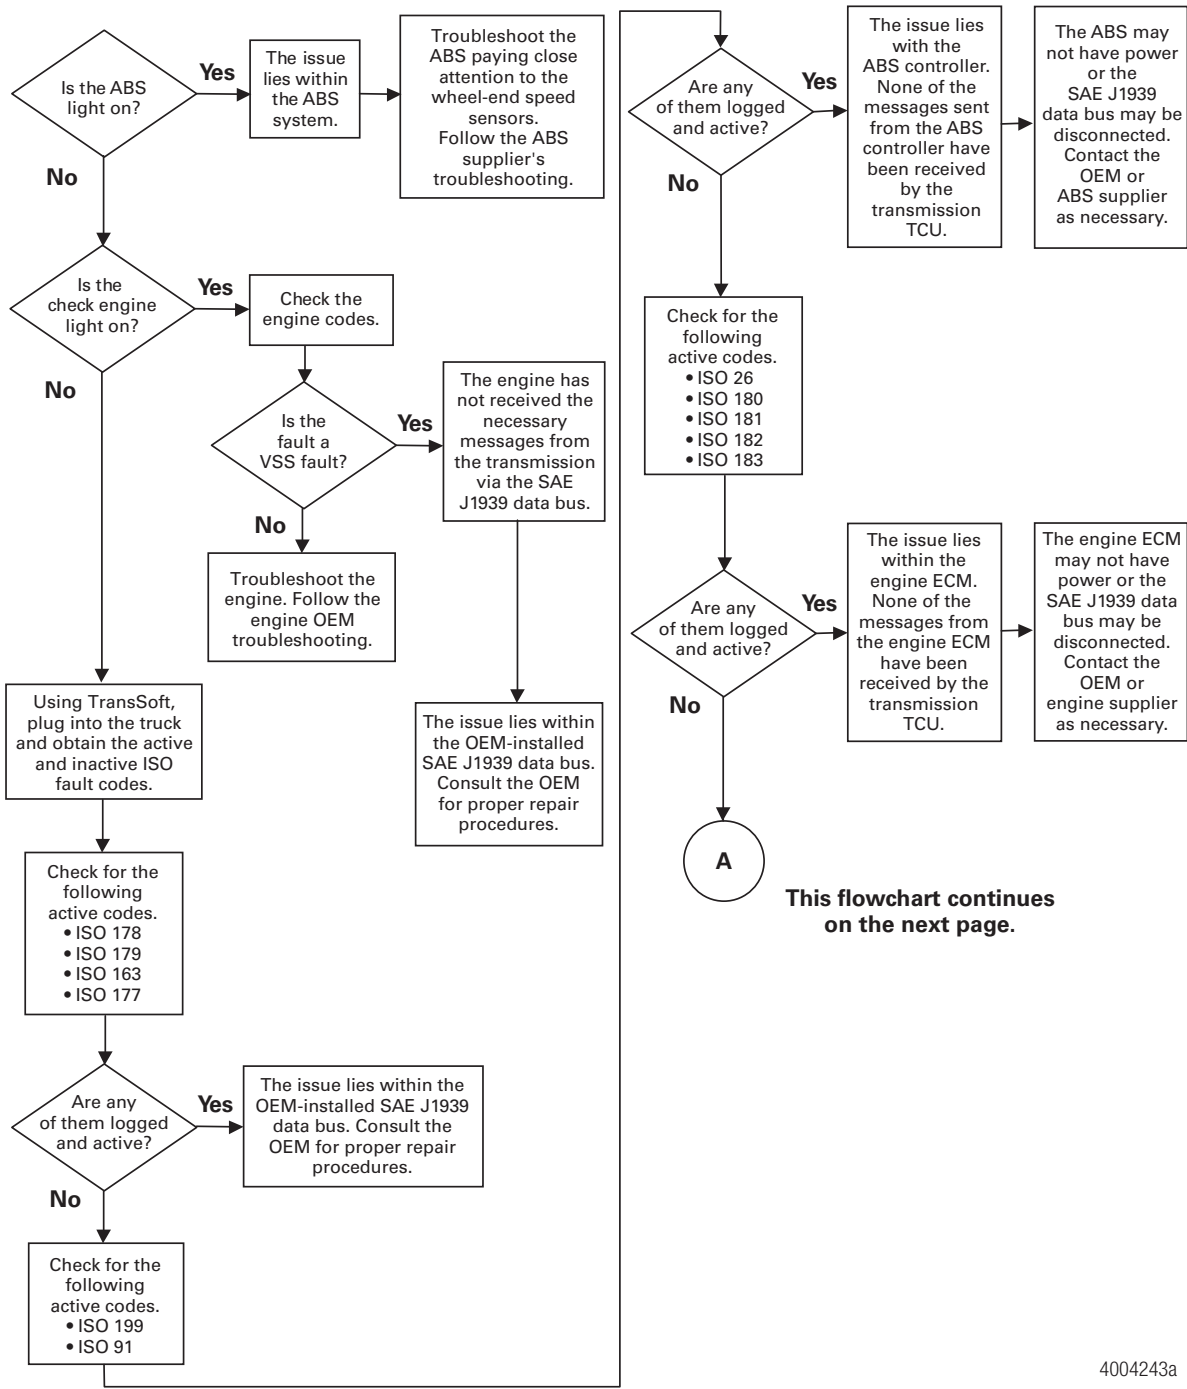 Is the ABS
light on?
Yes
The issue
lies within
the ABS
system.
Troubleshoot the
ABS paying close
attention to the
wheel-end speed
sensors.
Follow the ABS
supplier's
troubleshooting.
No
Is the
check engine
light on?
Yes
Check the
engine codes.
No
Is the
fault a
VSS fault?
Yes
The engine has
not received the
necessary
messages from
the transmission
via the SAE
J1939 data bus.
No
Troubleshoot the
engine. Follow the
engine OEM
troubleshooting.
The issue lies within
the OEM-installed
SAE J1939 data bus.
Consult the OEM
for proper repair
procedures.
Using TransSoft,
plug into the truck
and obtain the active
and inactive ISO
fault codes.
Check for the
following
active codes.
• ISO 178
• ISO 179
• ISO 163
• ISO 177
Are any
of them logged
and active?
Yes
The issue lies within the
OEM-installed SAE J1939
data bus. Consult the
OEM for proper repair
procedures.
No
Check for the
following
active codes.
• ISO 199
• ISO 91
Are any
of them logged
and active?
Yes
The issue lies
with the
ABS controller.
None of the
messages sent
from the ABS
controller have
been received
by the
transmission
TCU.
The ABS may
not have power
or the
SAE J1939
data bus may be
disconnected.
Contact the
OEM or
ABS supplier
as necessary.
No
Check for the
following
active codes.
• ISO 26
• ISO 180
• ISO 181
• ISO 182
• ISO 183
Are any
of them logged
and active?
Yes
The issue lies
within the
engine ECM.
None of the
messages from
the engine ECM
have been
received by the
transmission
TCU.
The engine ECM
may not have
power or the
SAE J1939 data
bus may be
disconnected.
Contact the
OEM or
engine supplier
as necessary.
No
A
This flowchart continues
on the next page.
4004243a